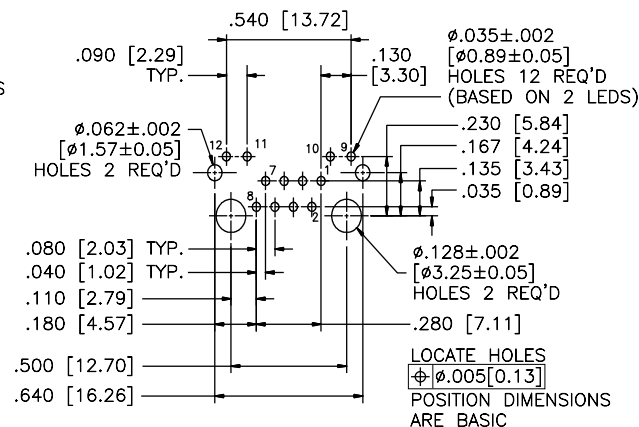 .540 [13.72]
.090 [2.29]
TYP.
.130
[3.30]
ø.035±.002
[ø0.89±0.05]
HOLES 12 REQ'D
(BASED ON 2 LEDS)
S
ø.062±.002
[ø1.57±0.05]
HOLES 2 REQ'D
12
11
10
9
.230 [5.84]
.167 [4.24]
.135 [3.43]
.035 [0.89]
7
1
8
2
.080 [2.03] TYP.
.040 [1.02] TYP.
.110 [2.79]
.180 [4.57]
.500 [12.70]
.640 [16.26]
ø.128±.002
[ø3.25±0.05]
HOLES 2 REQ'D
.280 [7.11]
LOCATE HOLES
⌖ ø.005[0.13]
POSITION DIMENSIONS
ARE BASIC